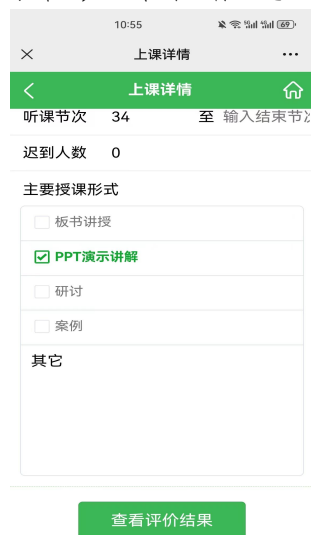 10:55
69
上课详情
上课详情
听课节次 34 至 输入结束节
迟到人数 0
主要授课形式
板书讲授
PPT演示讲解
研讨
案例
其它
查看评价结果